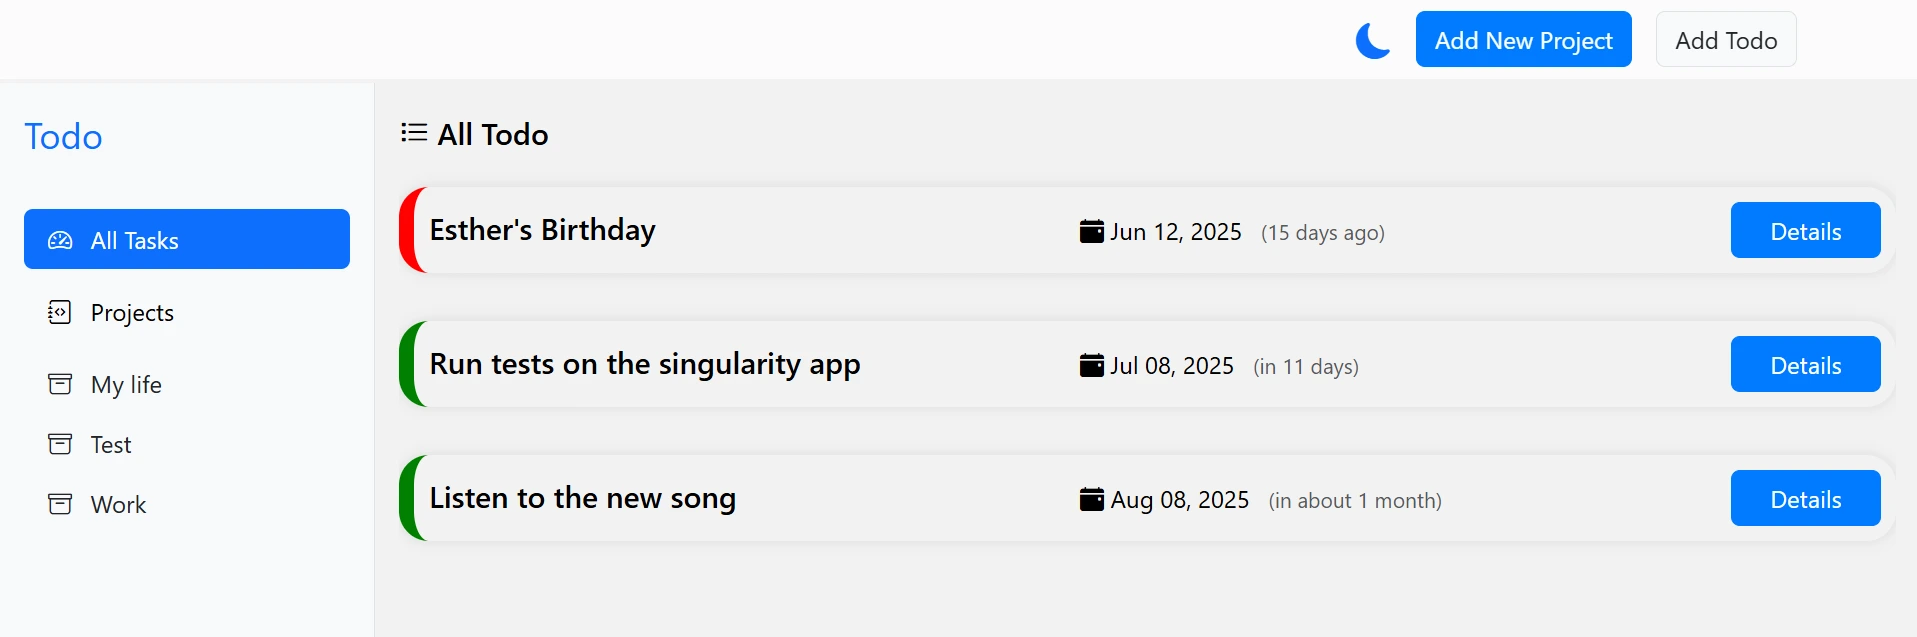 Add New Project
Add Todo
Todo
All Tasks
Projects
My life
Test
Work
All Todo
Esther's Birthday Jun 12, 2025 (15 days ago) Details
Run tests on the singularity app Jul 08, 2025 (in 11 days) Details
Listen to the new song Aug 08, 2025 (in about 1 month) Details